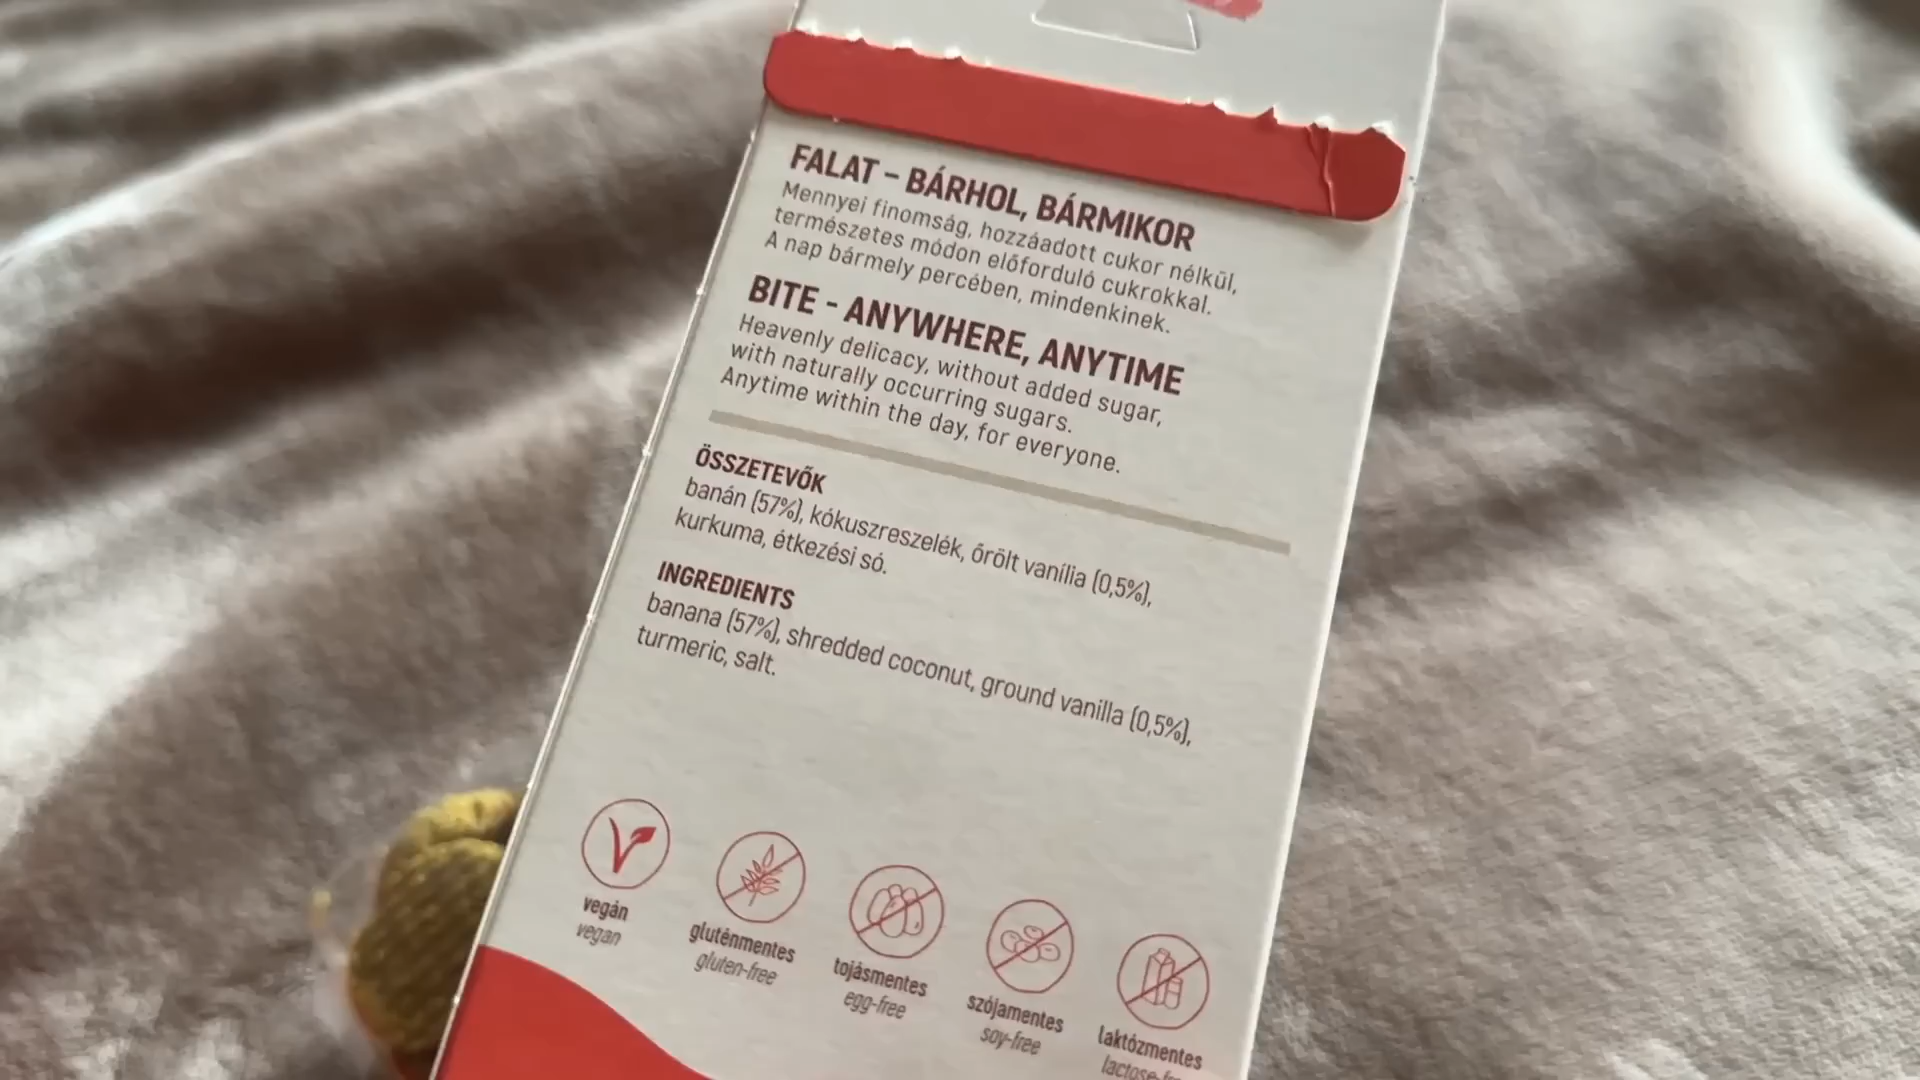 FALAT – BÁRHOL, BÁRMIKOR
Mennyei finomság, hozzáadott cukor nélkül,
természetes módon előforduló cukrokkal.
A nap bármely percében, mindenkinek.
BITE - ANYWHERE, ANYTIME
Heavenly delicacy, without added sugar,
with naturally occurring sugars.
Anytime within the day, for everyone.
ÖSSZETEVŐK
banán (57%), kókuszreszelék, őrölt vanília (0,5%),
kurkuma, étkezési só.
INGREDIENTS
banana (57%), shredded coconut, ground vanilla (0,5%),
turmeric, salt.
vegán
vegan
gluténmentes
gluten-free
tojásmentes
egg-free
szójamentes
soy-free
laktózmentes